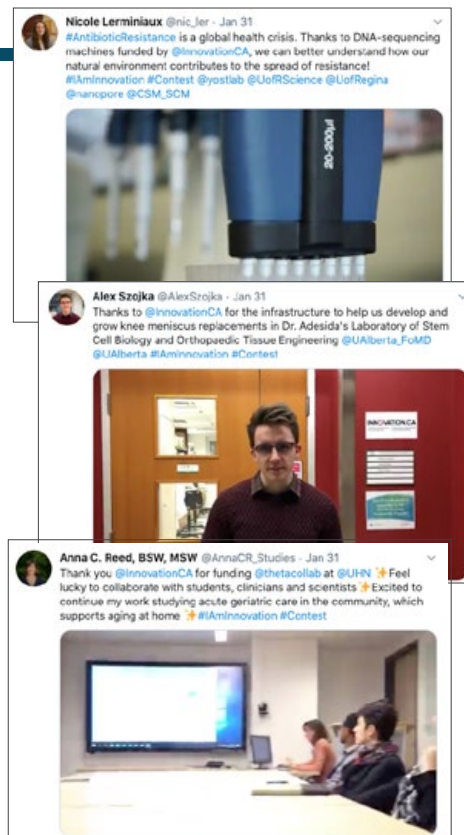 Nicole Lerminiaux @nic_ler · Jan 31
#AntibioticResistance is a global health crisis. Thanks to DNA-sequencing
machines funded by @InnovationCA, we can better understand how our
natural environment contributes to the spread of resistance!
#IAmInnovation #Contest @yostlab @UofRScience @UofRegina
@nanopore @CSM_SCM
20-200µl
Alex Szojka @AlexSzojka · Jan 31
Thanks to @InnovationCA for the infrastructure to help us develop and
grow knee meniscus replacements in Dr. Adesida's Laboratory of Stem
Cell Biology and Orthopaedic Tissue Engineering @UAlberta_FoMD
@UAlberta #IAmInnovation #Contest
INNOVATION.CA
Anna C. Reed, BSW, MSW @AnnaCR_Studies · Jan 31
Thank you @InnovationCA for funding @thetacollab at @UHN ✨Feel
lucky to collaborate with students, clinicians and scientists ✨Excited to
continue my work studying acute geriatric care in the community, which
supports aging at home ✨#IAmInnovation #Contest